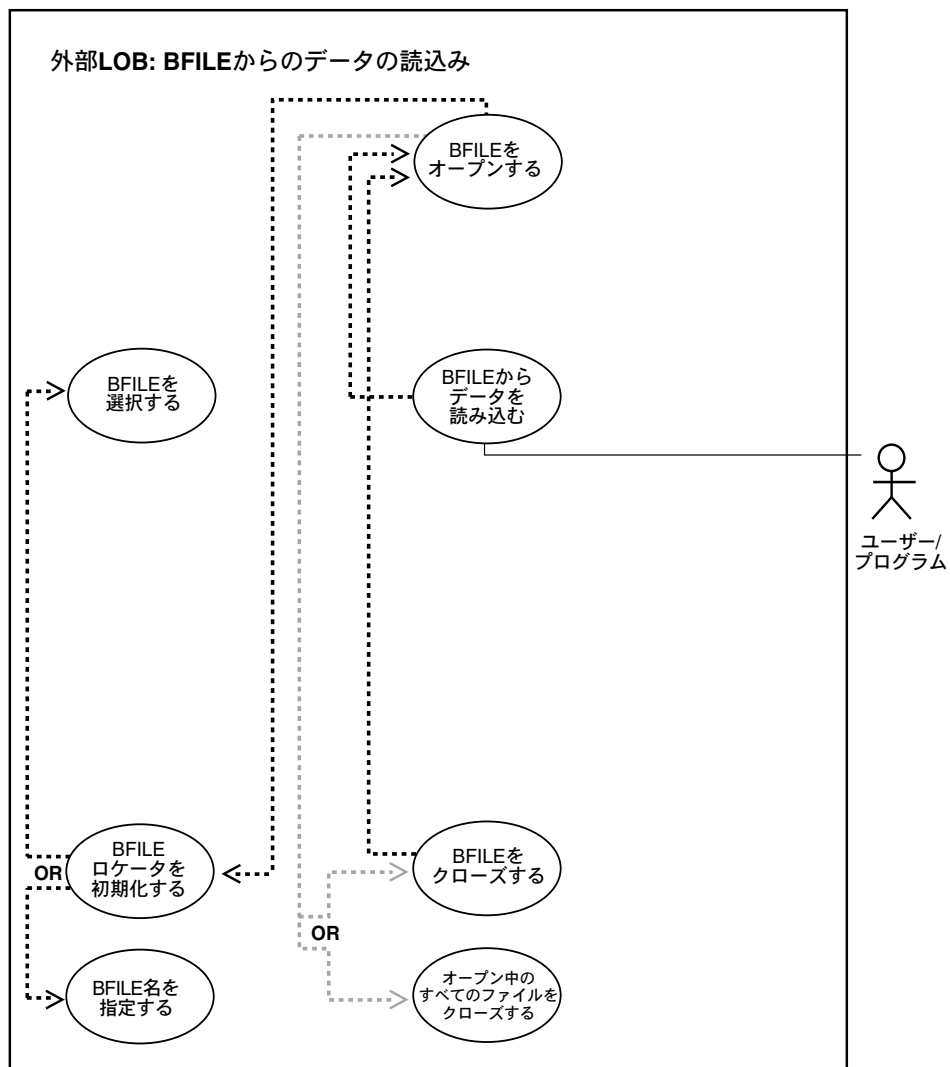 外部LOB: BFILEからのデータの読込み
BFILEを
オープンする
BFILEを
選択する
BFILEから
データを
読み込む
ユーザー/
プログラム
BFILE
ロケータを
初期化する
OR
BFILEを
クローズする
OR
BFILE名を
指定する
オープン中の
すべてのファイルを
クローズする